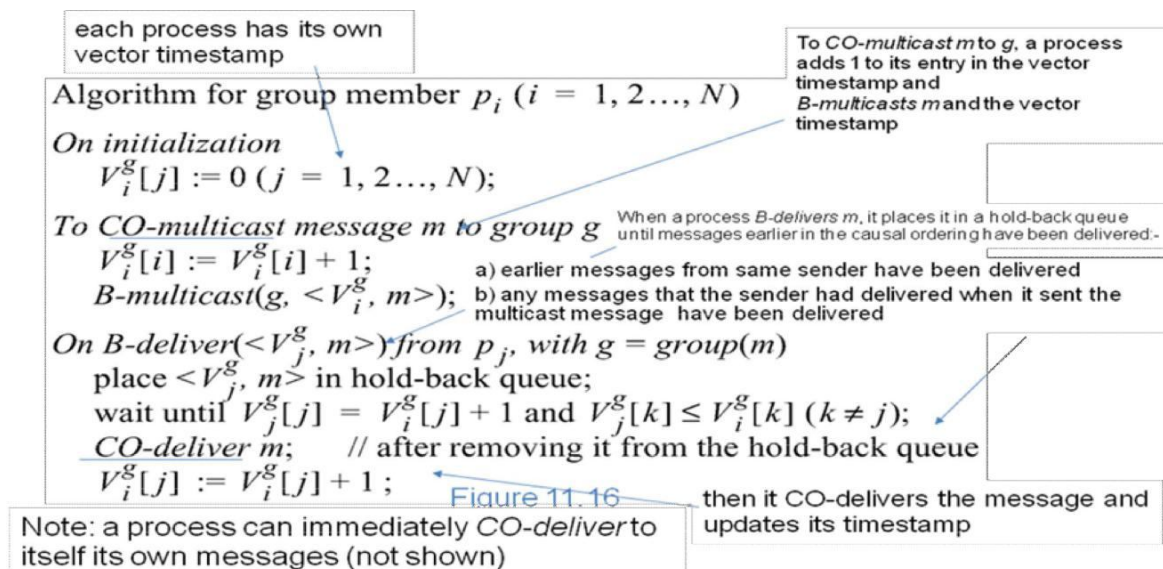 each process has its own
vector timestamp
To CO-multicast m to g, a process
adds 1 to its entry in the vector
timestamp and
B-multicasts m and the vector
timestamp
Algorithm for group member p_i (i = 1, 2..., N)
On initialization
V_i^g[j] := 0 (j = 1, 2..., N);
To CO-multicast message m to group g
When a process B-delivers m, it places it in a hold-back queue
until messages earlier in the causal ordering have been delivered:-
V_i^g[i] := V_i^g[i] + 1;
B-multicast(g, <V_i^g, m>);
a) earlier messages from same sender have been delivered
b) any messages that the sender had delivered when it sent the
multicast message have been delivered
On B-deliver(<V_j^g, m>) from p_j, with g = group(m)
place <V_j^g, m> in hold-back queue;
wait until V_j^g[j] = V_i^g[j] + 1 and V_j^g[k] ≤ V_i^g[k] (k ≠ j);
CO-deliver m; // after removing it from the hold-back queue
V_i^g[j] := V_i^g[j] + 1 ;
Figure 11.16
then it CO-delivers the message and
updates its timestamp
Note: a process can immediately CO-deliver to
itself its own messages (not shown)